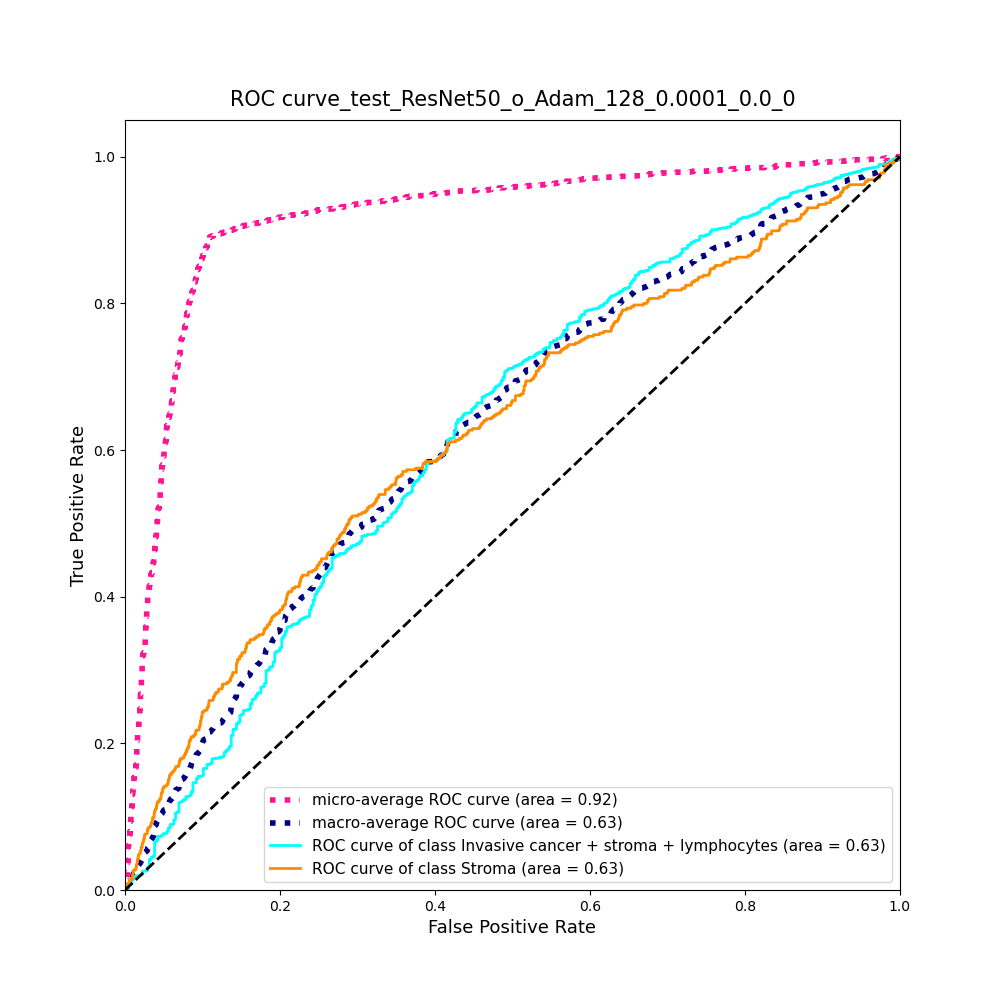 ROC curve_test_ResNet50_o_Adam_128_0.0001_0.0_0
1.0
0.8
0.6
0.4
0.2
0.0
True Positive Rate
micro-average ROC curve (area = 0.92)
macro-average ROC curve (area = 0.63)
ROC curve of class Invasive cancer + stroma + lymphocytes (area = 0.63)
ROC curve of class Stroma (area = 0.63)
0.0 0.2 0.4 0.6 0.8 1.0
False Positive Rate